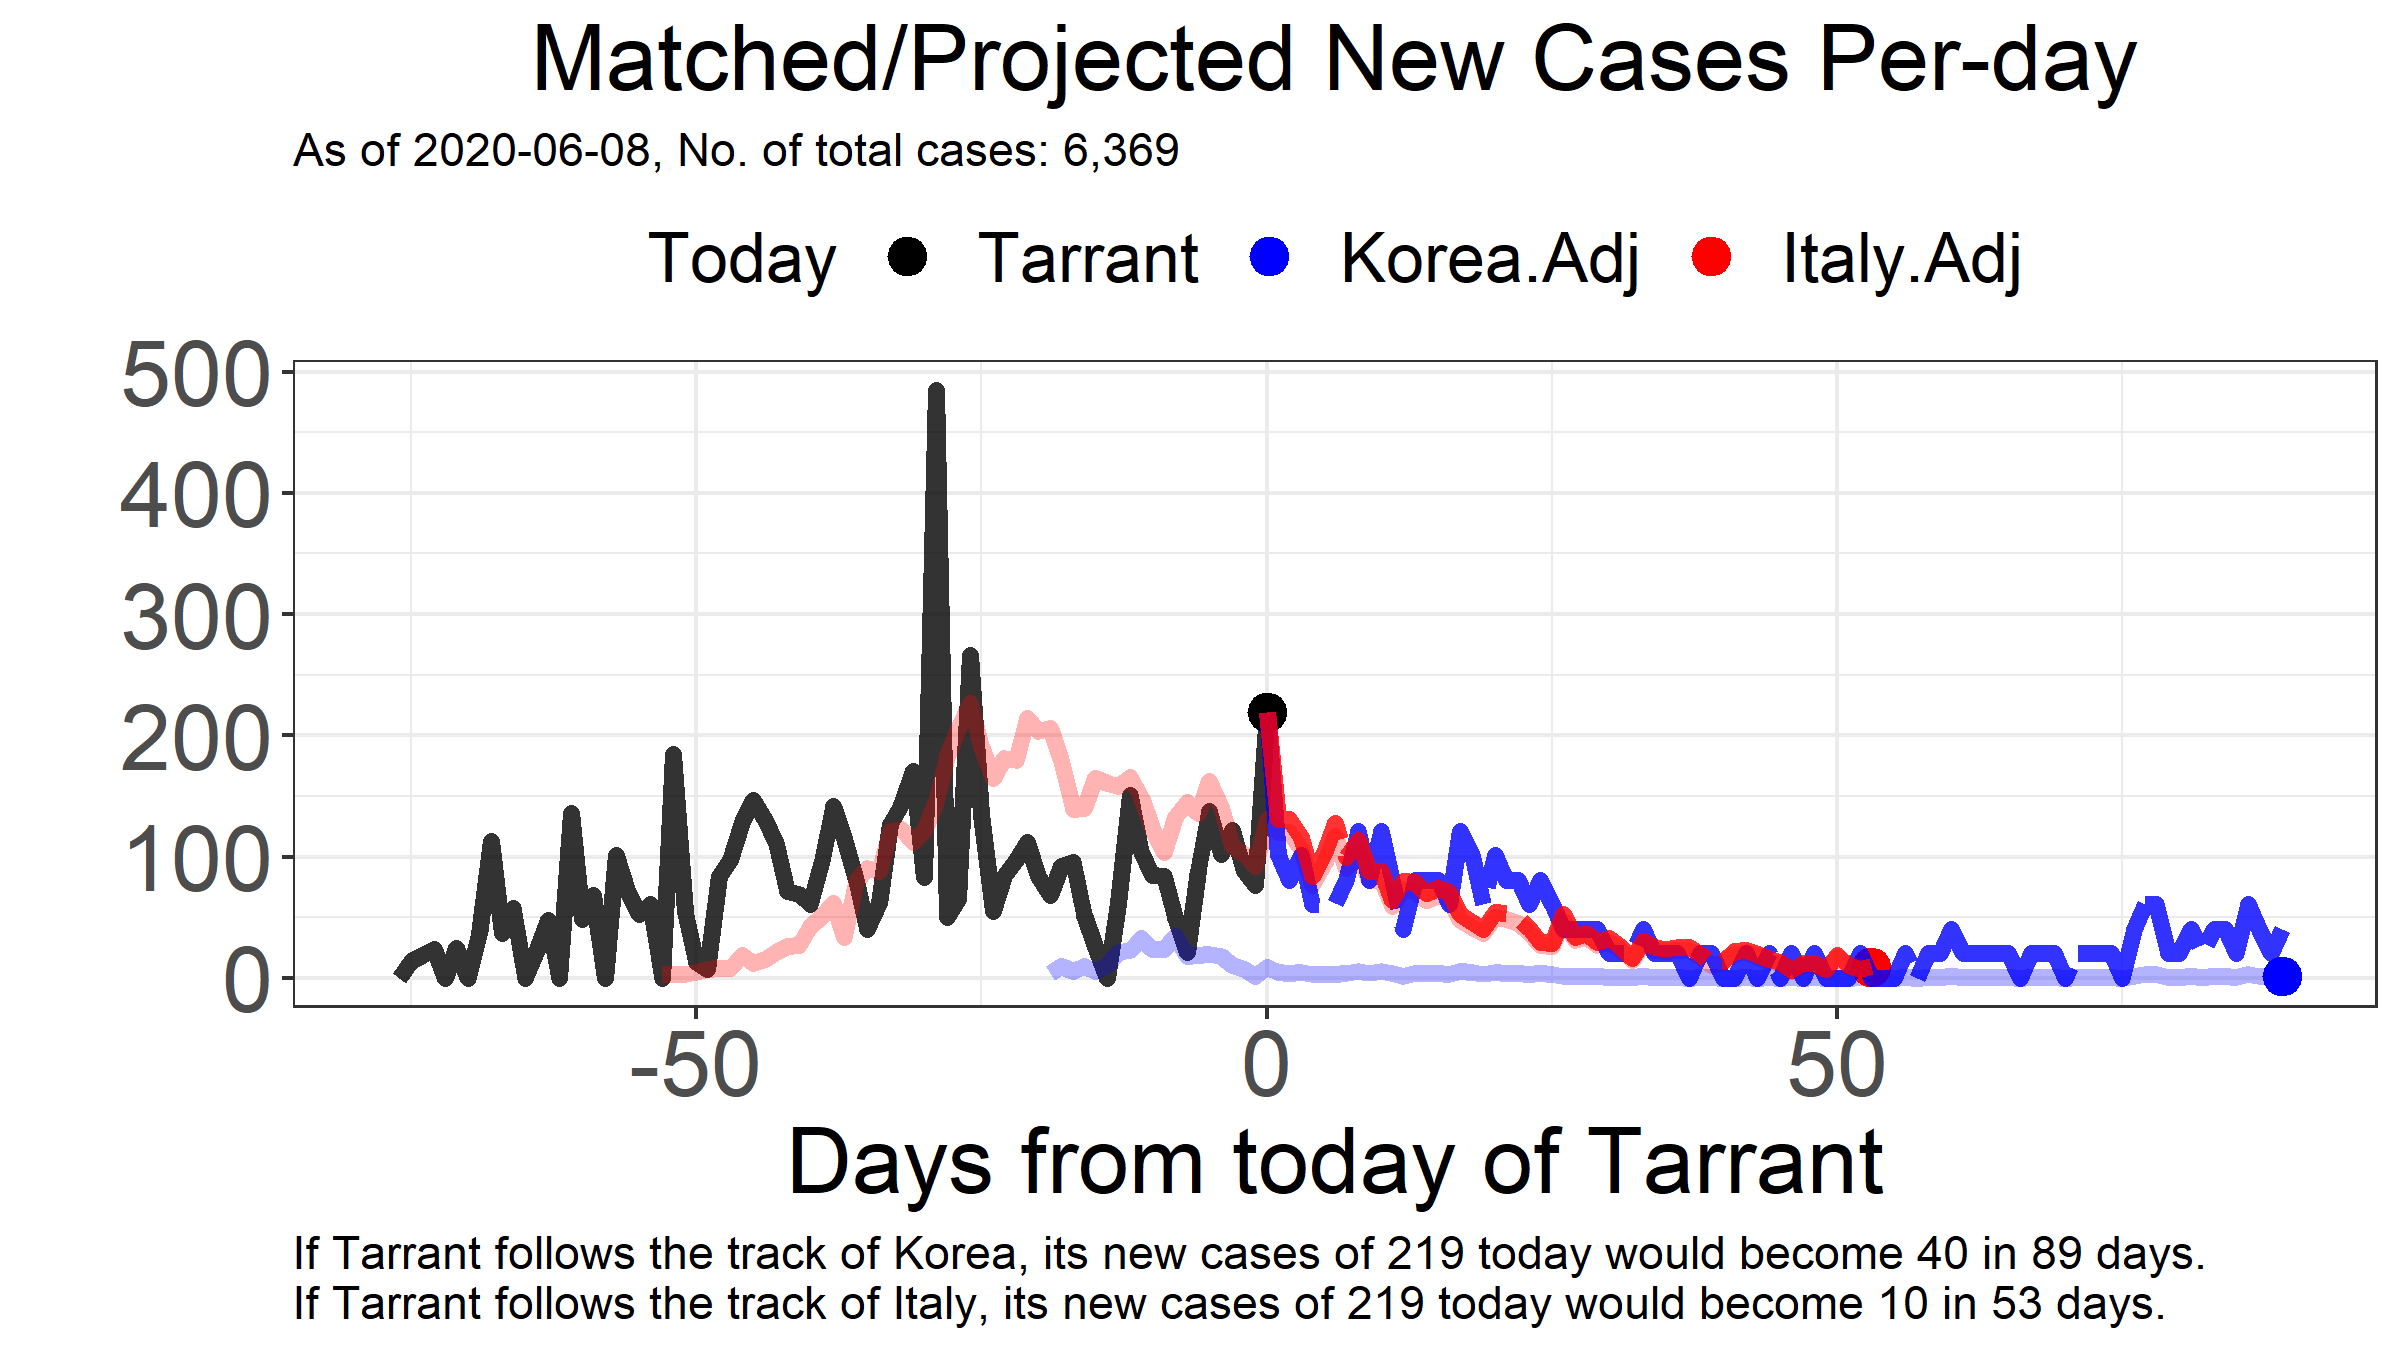 Matched/Projected New Cases Per-day
As of 2020-06-08, No. of total cases: 6,369
Today Tarrant Korea.Adj Italy.Adj
500
400
300
200
100
0
-50 0 50
Days from today of Tarrant
If Tarrant follows the track of Korea, its new cases of 219 today would become 40 in 89 days.
If Tarrant follows the track of Italy, its new cases of 219 today would become 10 in 53 days.